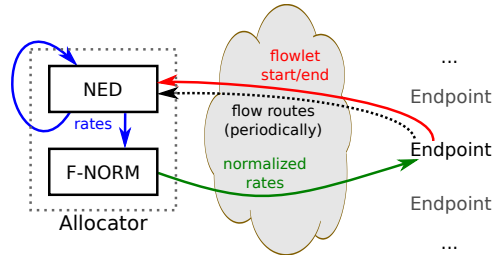 NED
rates
F-NORM
Allocator
flowlet
start/end
flow routes
(periodically)
normalized
rates
...
Endpoint
Endpoint
Endpoint
...